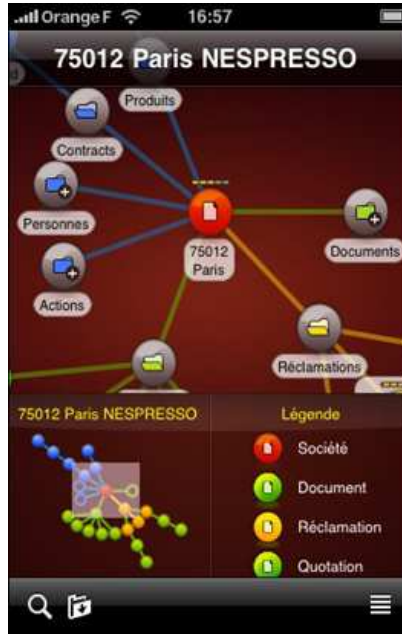 Orange F 16:57
75012 Paris NESPRESSO
Produits
Contracts
Personnes
75012
Paris
Documents
Actions
Réclamations
75012 Paris NESPRESSO
Légende
Société
Document
Réclamation
Quotation